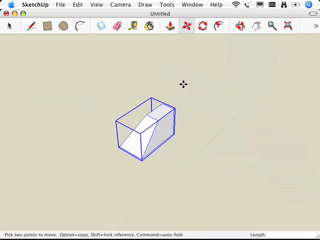 SketchUp File Edit View Camera Draw Tools Window Help
Untitled
Pick two points to move. Option=copy, Shift=lock inference, Command=auto-fold Length